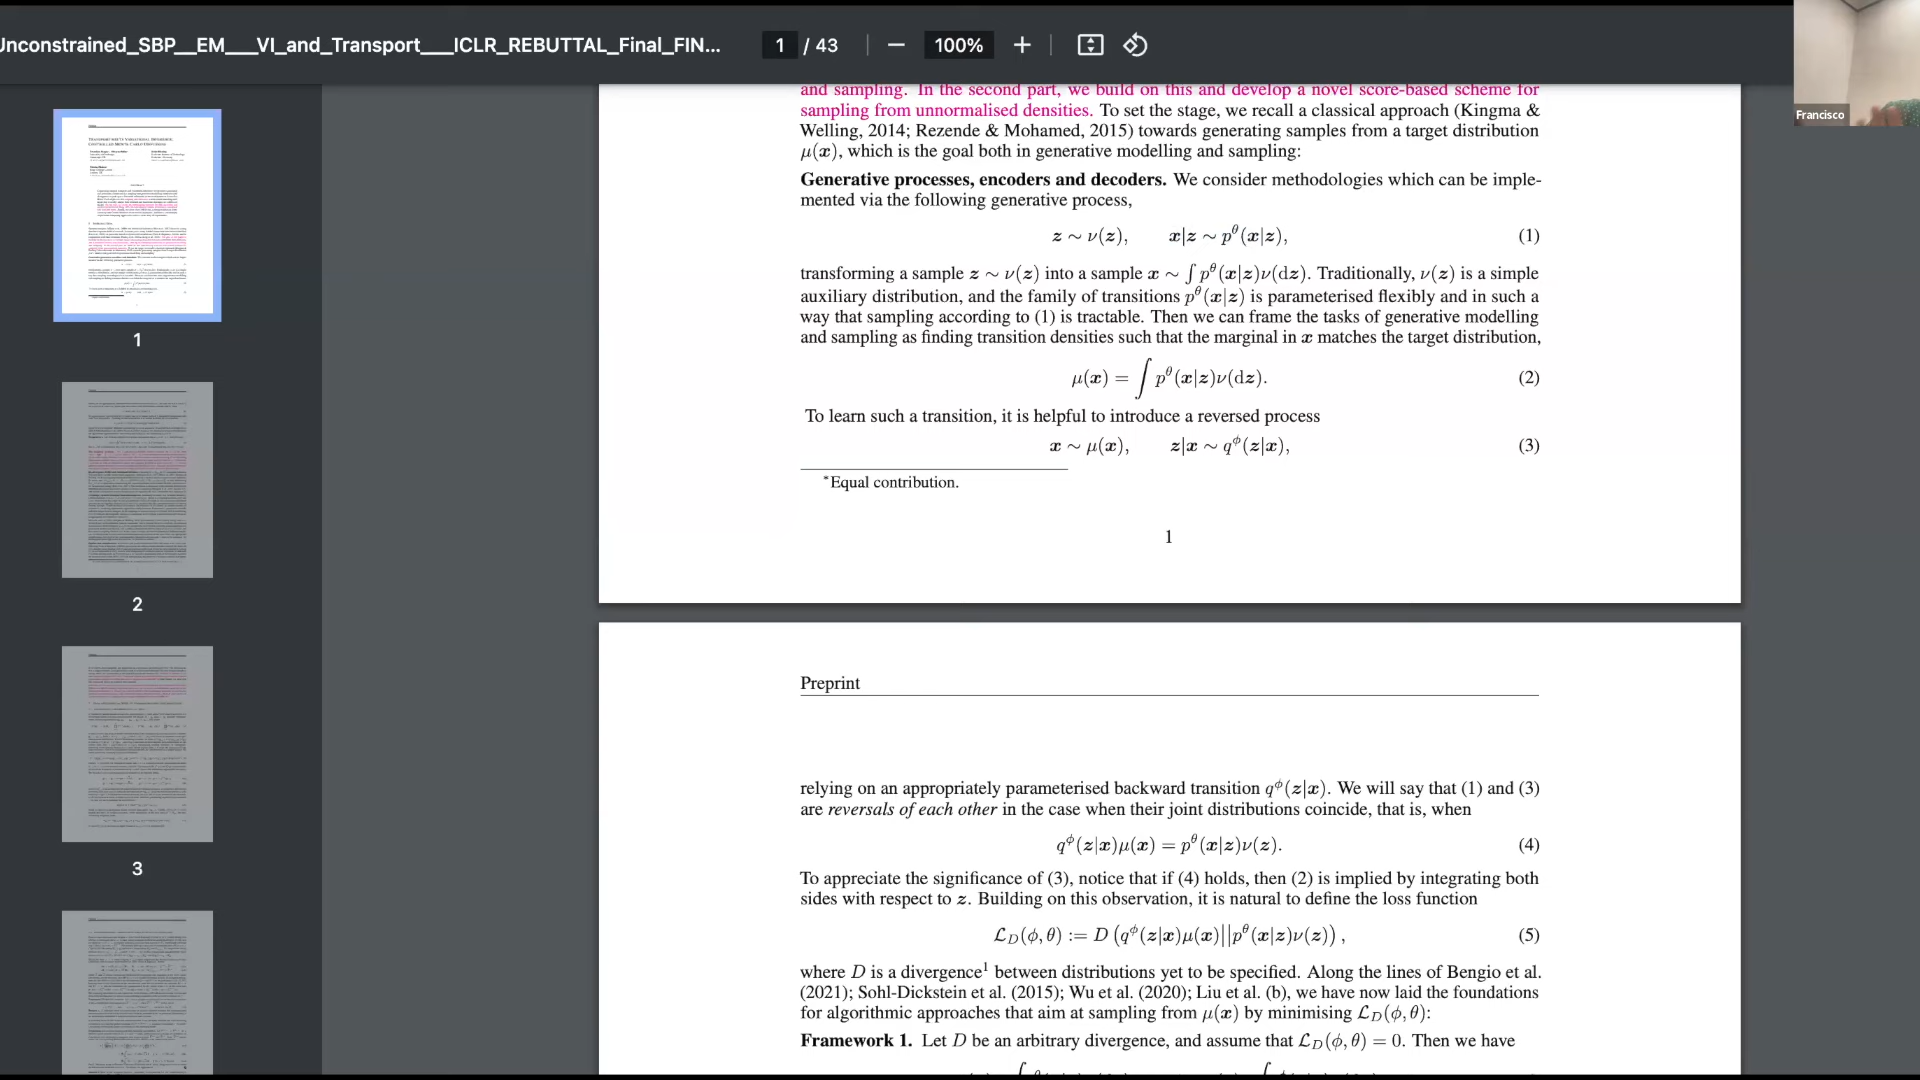 Unconstrained_SBP__EM___VI_and_Transport___ICLR_REBUTTAL_Final_FIN...
1 / 43
100%
Francisco
1
2
3
and sampling. In the second part, we build on this and develop a novel score-based scheme for
sampling from unnormalised densities. To set the stage, we recall a classical approach (Kingma &
Welling, 2014; Rezende & Mohamed, 2015) towards generating samples from a target distribution
μ(x), which is the goal both in generative modelling and sampling:
Generative processes, encoders and decoders. We consider methodologies which can be imple-
mented via the following generative process,
z ∼ ν(z), x|z ∼ p^θ(x|z), (1)
transforming a sample z ∼ ν(z) into a sample x ∼ ∫ p^θ(x|z)ν(dz). Traditionally, ν(z) is a simple
auxiliary distribution, and the family of transitions p^θ(x|z) is parameterised flexibly and in such a
way that sampling according to (1) is tractable. Then we can frame the tasks of generative modelling
and sampling as finding transition densities such that the marginal in x matches the target distribution,
μ(x) = ∫ p^θ(x|z)ν(dz). (2)
To learn such a transition, it is helpful to introduce a reversed process
x ∼ μ(x), z|x ∼ q^ϕ(z|x), (3)
*Equal contribution.
1
Preprint
relying on an appropriately parameterised backward transition q^ϕ(z|x). We will say that (1) and (3)
are reversals of each other in the case when their joint distributions coincide, that is, when
q^ϕ(z|x)μ(x) = p^θ(x|z)ν(z). (4)
To appreciate the significance of (3), notice that if (4) holds, then (2) is implied by integrating both
sides with respect to z. Building on this observation, it is natural to define the loss function
ℒ_D(ϕ, θ) := D (q^ϕ(z|x)μ(x)||p^θ(x|z)ν(z)) , (5)
where D is a divergence¹ between distributions yet to be specified. Along the lines of Bengio et al.
(2021); Sohl-Dickstein et al. (2015); Wu et al. (2020); Liu et al. (b), we have now laid the foundations
for algorithmic approaches that aim at sampling from μ(x) by minimising ℒ_D(ϕ, θ):
Framework 1. Let D be an arbitrary divergence, and assume that ℒ_D(ϕ, θ) = 0. Then we have